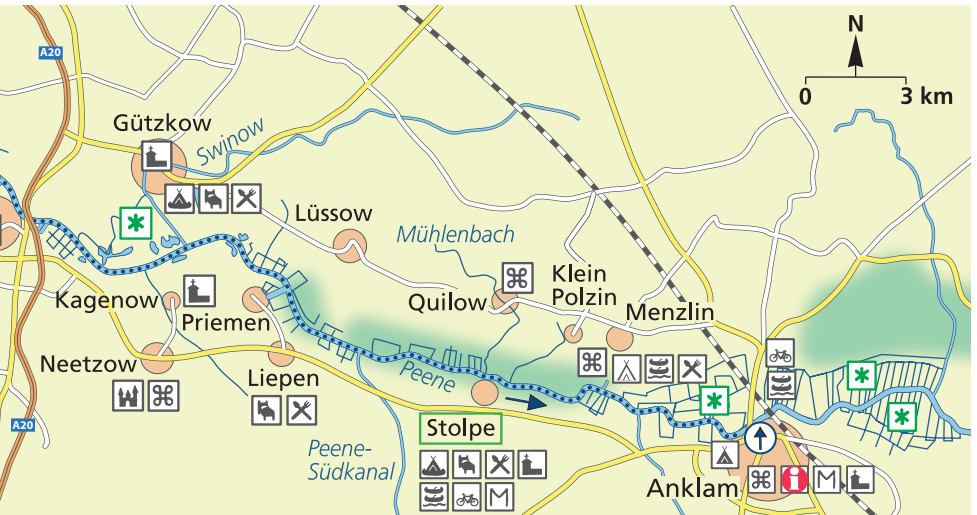 A20
N
0
3 km
Gützkow
Swinow
Lüssow
Mühlenbach
Klein
Polzin
Quilow
Menzlin
Kagenow
Priemen
Neetzow
Liepen
Peene
Stolpe
A20
Peene-
Südkanal
Anklam
M
M
i